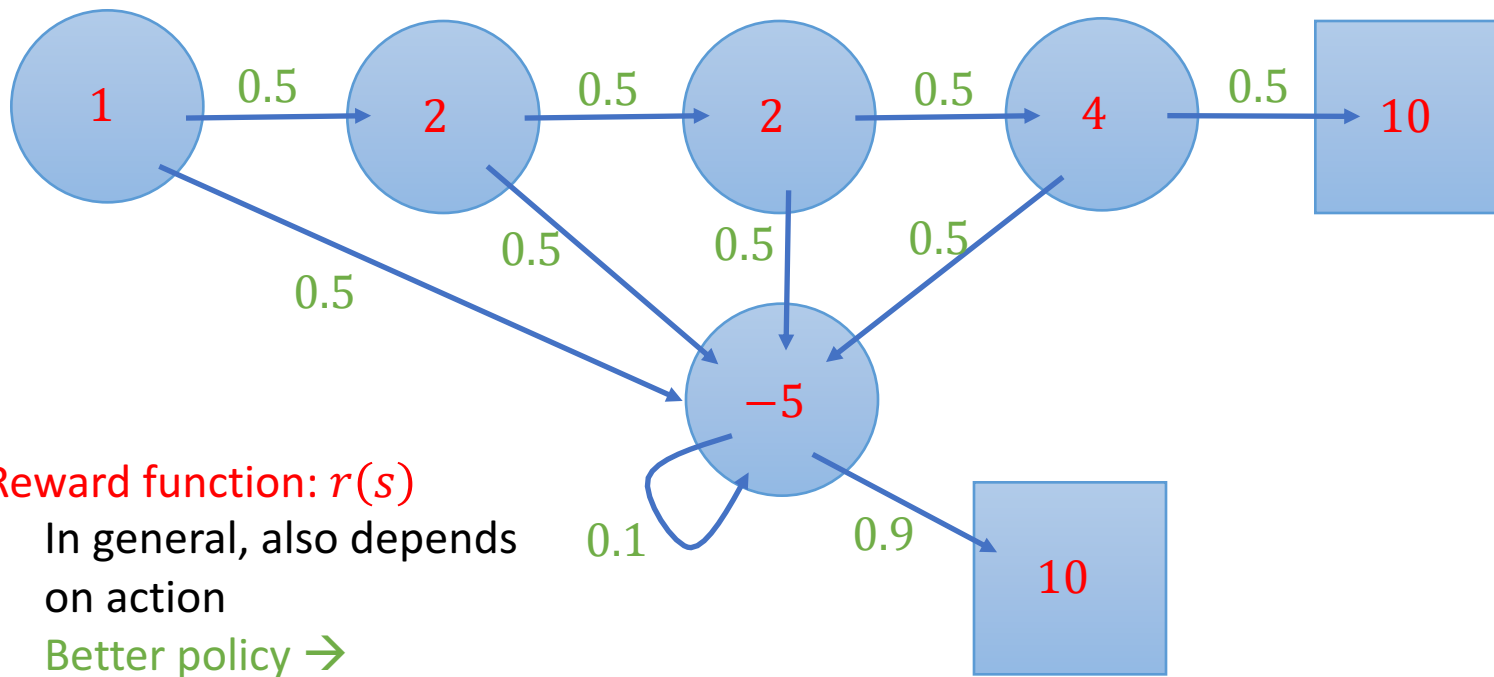 0.5 0.5 0.5 0.5
1 2 2 4 10
0.5 0.5 0.5 0.5
−5
Reward function: r(s)
In general, also depends
on action
Better policy →
0.1 0.9
10